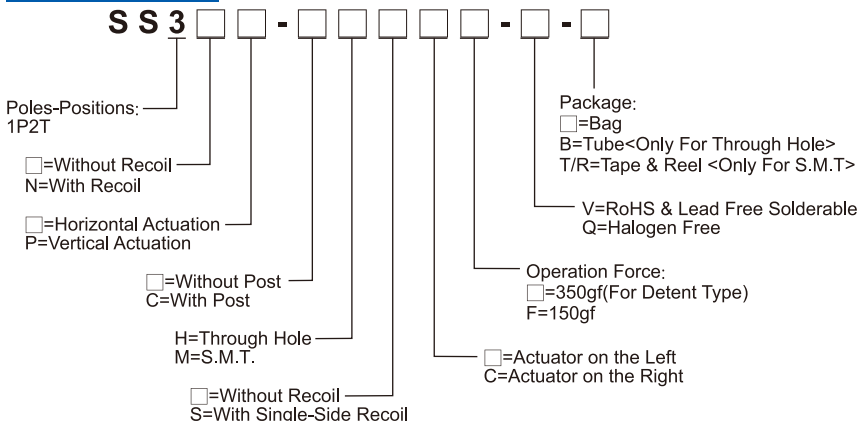 SS3□□-□□□□□-□-□
Poles-Positions:
1P2T
□=Without Recoil
N=With Recoil
□=Horizontal Actuation
P=Vertical Actuation
□=Without Post
C=With Post
H=Through Hole
M=S.M.T.
□=Without Recoil
S=With Single-Side Recoil
Package:
□=Bag
B=Tube<Only For Through Hole>
T/R=Tape & Reel <Only For S.M.T>
V=RoHS & Lead Free Solderable
Q=Halogen Free
Operation Force:
□=350gf(For Detent Type)
F=150gf
□=Actuator on the Left
C=Actuator on the Right